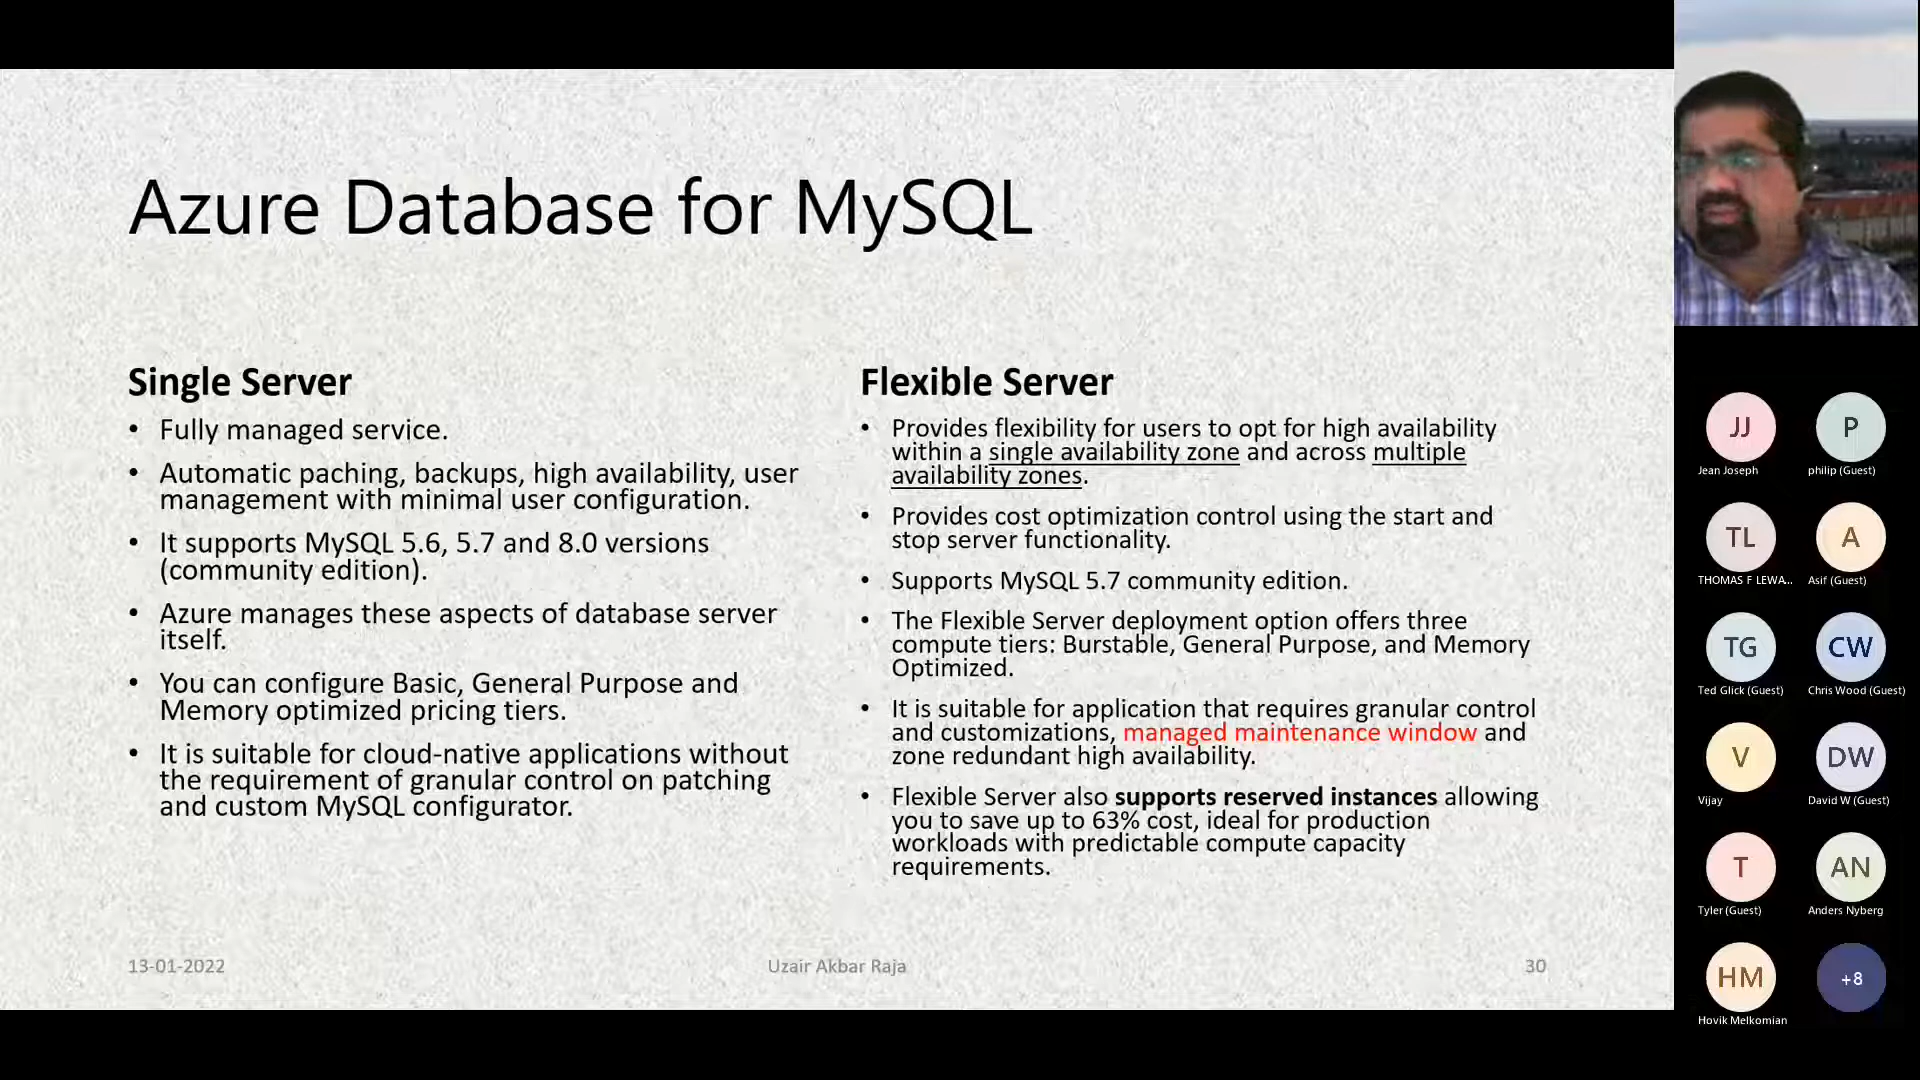 Azure Database for MySQL
Single Server
• Fully managed service.
• Automatic paching, backups, high availability, user
management with minimal user configuration.
• It supports MySQL 5.6, 5.7 and 8.0 versions
(community edition).
• Azure manages these aspects of database server
itself.
• You can configure Basic, General Purpose and
Memory optimized pricing tiers.
• It is suitable for cloud-native applications without
the requirement of granular control on patching
and custom MySQL configurator.
Flexible Server
• Provides flexibility for users to opt for high availability
within a single availability zone and across multiple
availability zones.
• Provides cost optimization control using the start and
stop server functionality.
• Supports MySQL 5.7 community edition.
• The Flexible Server deployment option offers three
compute tiers: Burstable, General Purpose, and Memory
Optimized.
• It is suitable for application that requires granular control
and customizations, managed maintenance window and
zone redundant high availability.
• Flexible Server also supports reserved instances allowing
you to save up to 63% cost, ideal for production
workloads with predictable compute capacity
requirements.
13-01-2022
Uzair Akbar Raja
30
JJ
Jean Joseph
P
philip (Guest)
TL
THOMAS F LEWA...
A
Asif (Guest)
TG
Ted Glick (Guest)
CW
Chris Wood (Guest)
V
Vijay
DW
David W (Guest)
T
Tyler (Guest)
AN
Anders Nyberg
HM
Hovik Melkomian
+8